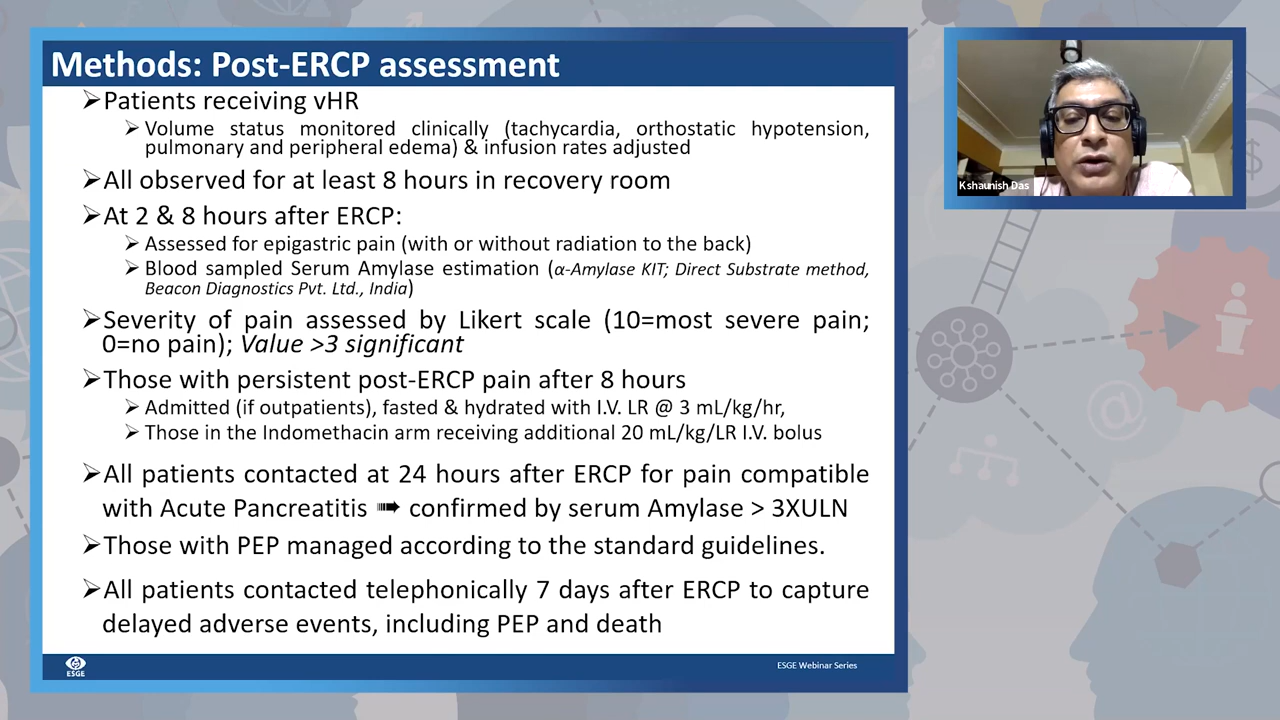 Methods: Post-ERCP assessment
➢Patients receiving vHR
➢Volume status monitored clinically (tachycardia, orthostatic hypotension,
pulmonary and peripheral edema) & infusion rates adjusted
➢All observed for at least 8 hours in recovery room
➢At 2 & 8 hours after ERCP:
➢Assessed for epigastric pain (with or without radiation to the back)
➢Blood sampled Serum Amylase estimation (α-Amylase KIT; Direct Substrate method,
Beacon Diagnostics Pvt. Ltd., India)
➢Severity of pain assessed by Likert scale (10=most severe pain;
0=no pain); Value >3 significant
➢Those with persistent post-ERCP pain after 8 hours
➢Admitted (if outpatients), fasted & hydrated with I.V. LR @ 3 mL/kg/hr,
➢Those in the Indomethacin arm receiving additional 20 mL/kg/LR I.V. bolus
➢All patients contacted at 24 hours after ERCP for pain compatible
with Acute Pancreatitis ➠ confirmed by serum Amylase > 3XULN
➢Those with PEP managed according to the standard guidelines.
➢All patients contacted telephonically 7 days after ERCP to capture
delayed adverse events, including PEP and death
ESGE
ESGE Webinar Series
Kshaunish Das